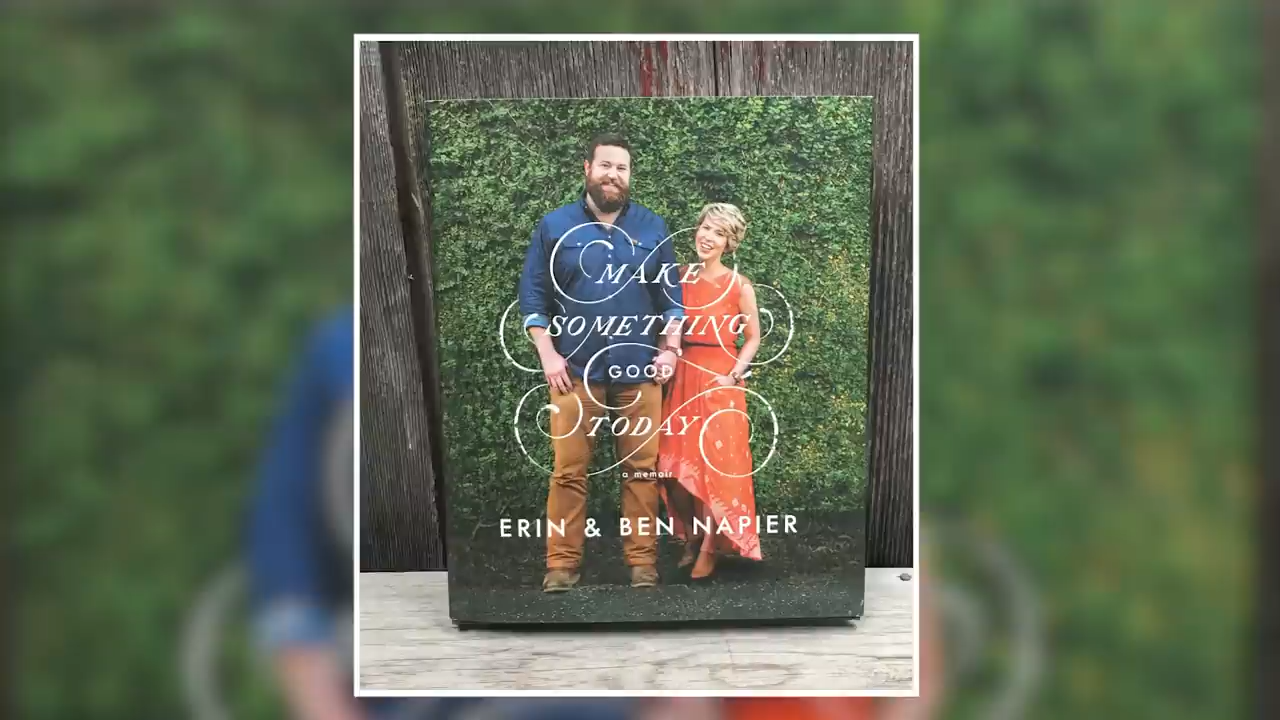 MAKE
SOMETHING
GOOD
TODAY
a memoir
ERIN & BEN NAPIER